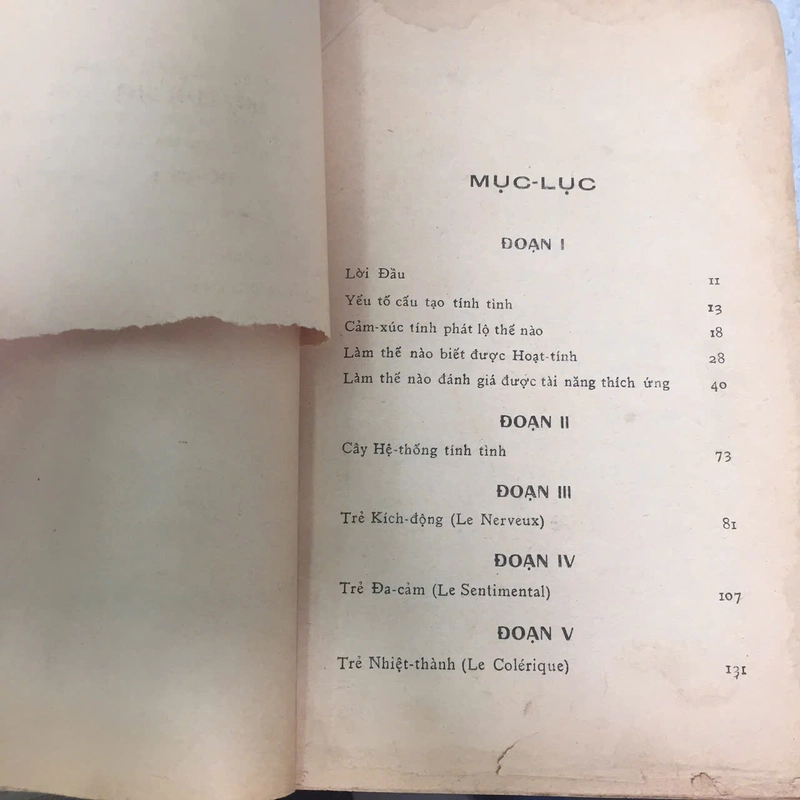 MỤC-LỤC
ĐOẠN I
Lời Đầu 11
Yếu tố cấu tạo tính tình 13
Cảm-xúc tính phát lộ thế nào 18
Làm thế nào biết được Hoạt-tính 28
Làm thế nào đánh giá được tài năng thích ứng 40
ĐOẠN II
Cây Hệ-thống tính tình 73
ĐOẠN III
Trẻ Kích-động (Le Nerveux) 81
ĐOẠN IV
Trẻ Đa-cảm (Le Sentimental) 107
ĐOẠN V
Trẻ Nhiệt-thành (Le Colérique) 131